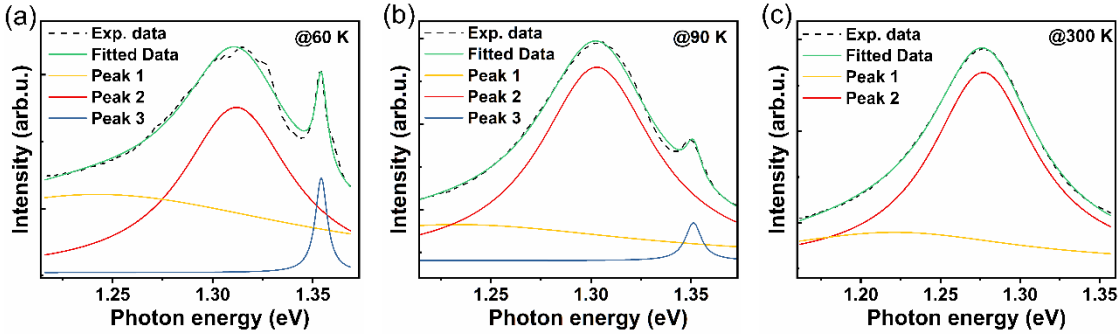 (a)
@60 K
Exp. data
Fitted Data
Peak 1
Peak 2
Peak 3
Intensity (arb.u.)
1.25 1.30 1.35
Photon energy (eV)
(b)
@90 K
Exp. data
Fitted Data
Peak 1
Peak 2
Peak 3
Intensity (arb.u.)
1.25 1.30 1.35
Photon energy (eV)
(c)
@300 K
Exp. data
Fitted Data
Peak 1
Peak 2
Intensity (arb.u.)
1.20 1.25 1.30 1.35
Photon energy (eV)